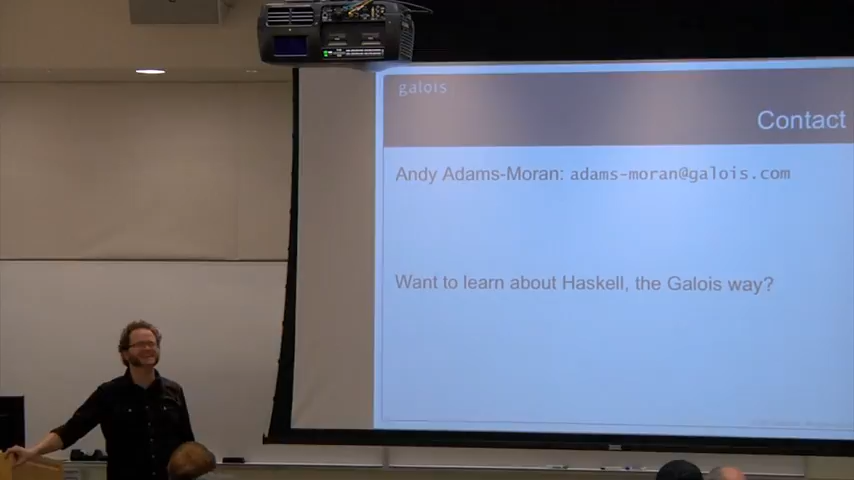 galois
Contact
Andy Adams-Moran: adams-moran@galois.com
Want to learn about Haskell, the Galois way?